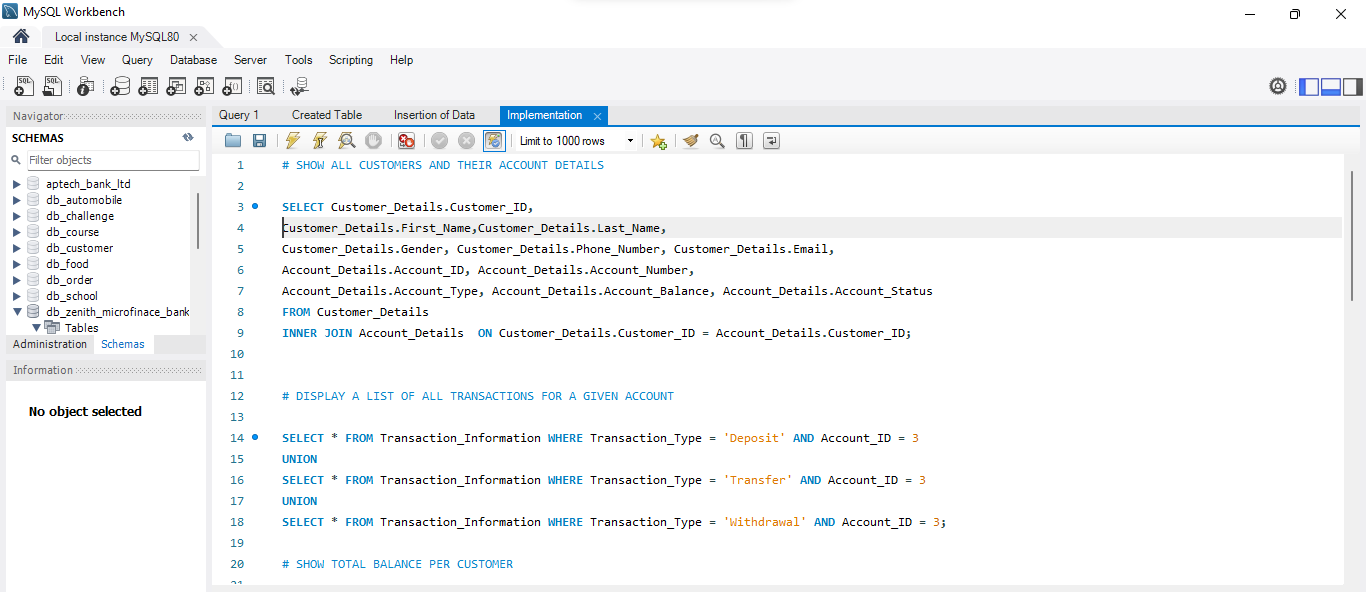 MySQL Workbench
Local instance MySQL80
File Edit View Query Database Server Tools Scripting Help
SQL SQL
Navigator
SCHEMAS
Filter objects
aptech_bank_ltd
db_automobile
db_challenge
db_course
db_customer
db_food
db_order
db_school
db_zenith_microfinace_bank
Tables
Administration Schemas
Information
No object selected
Query 1 Created Table Insertion of Data Implementation
Limit to 1000 rows
1 # SHOW ALL CUSTOMERS AND THEIR ACCOUNT DETAILS
2
3 SELECT Customer_Details.Customer_ID,
4 Customer_Details.First_Name,Customer_Details.Last_Name,
5 Customer_Details.Gender, Customer_Details.Phone_Number, Customer_Details.Email,
6 Account_Details.Account_ID, Account_Details.Account_Number,
7 Account_Details.Account_Type, Account_Details.Account_Balance, Account_Details.Account_Status
8 FROM Customer_Details
9 INNER JOIN Account_Details ON Customer_Details.Customer_ID = Account_Details.Customer_ID;
10
11
12 # DISPLAY A LIST OF ALL TRANSACTIONS FOR A GIVEN ACCOUNT
13
14 SELECT * FROM Transaction_Information WHERE Transaction_Type = 'Deposit' AND Account_ID = 3
15 UNION
16 SELECT * FROM Transaction_Information WHERE Transaction_Type = 'Transfer' AND Account_ID = 3
17 UNION
18 SELECT * FROM Transaction_Information WHERE Transaction_Type = 'Withdrawal' AND Account_ID = 3;
19
20 # SHOW TOTAL BALANCE PER CUSTOMER
21